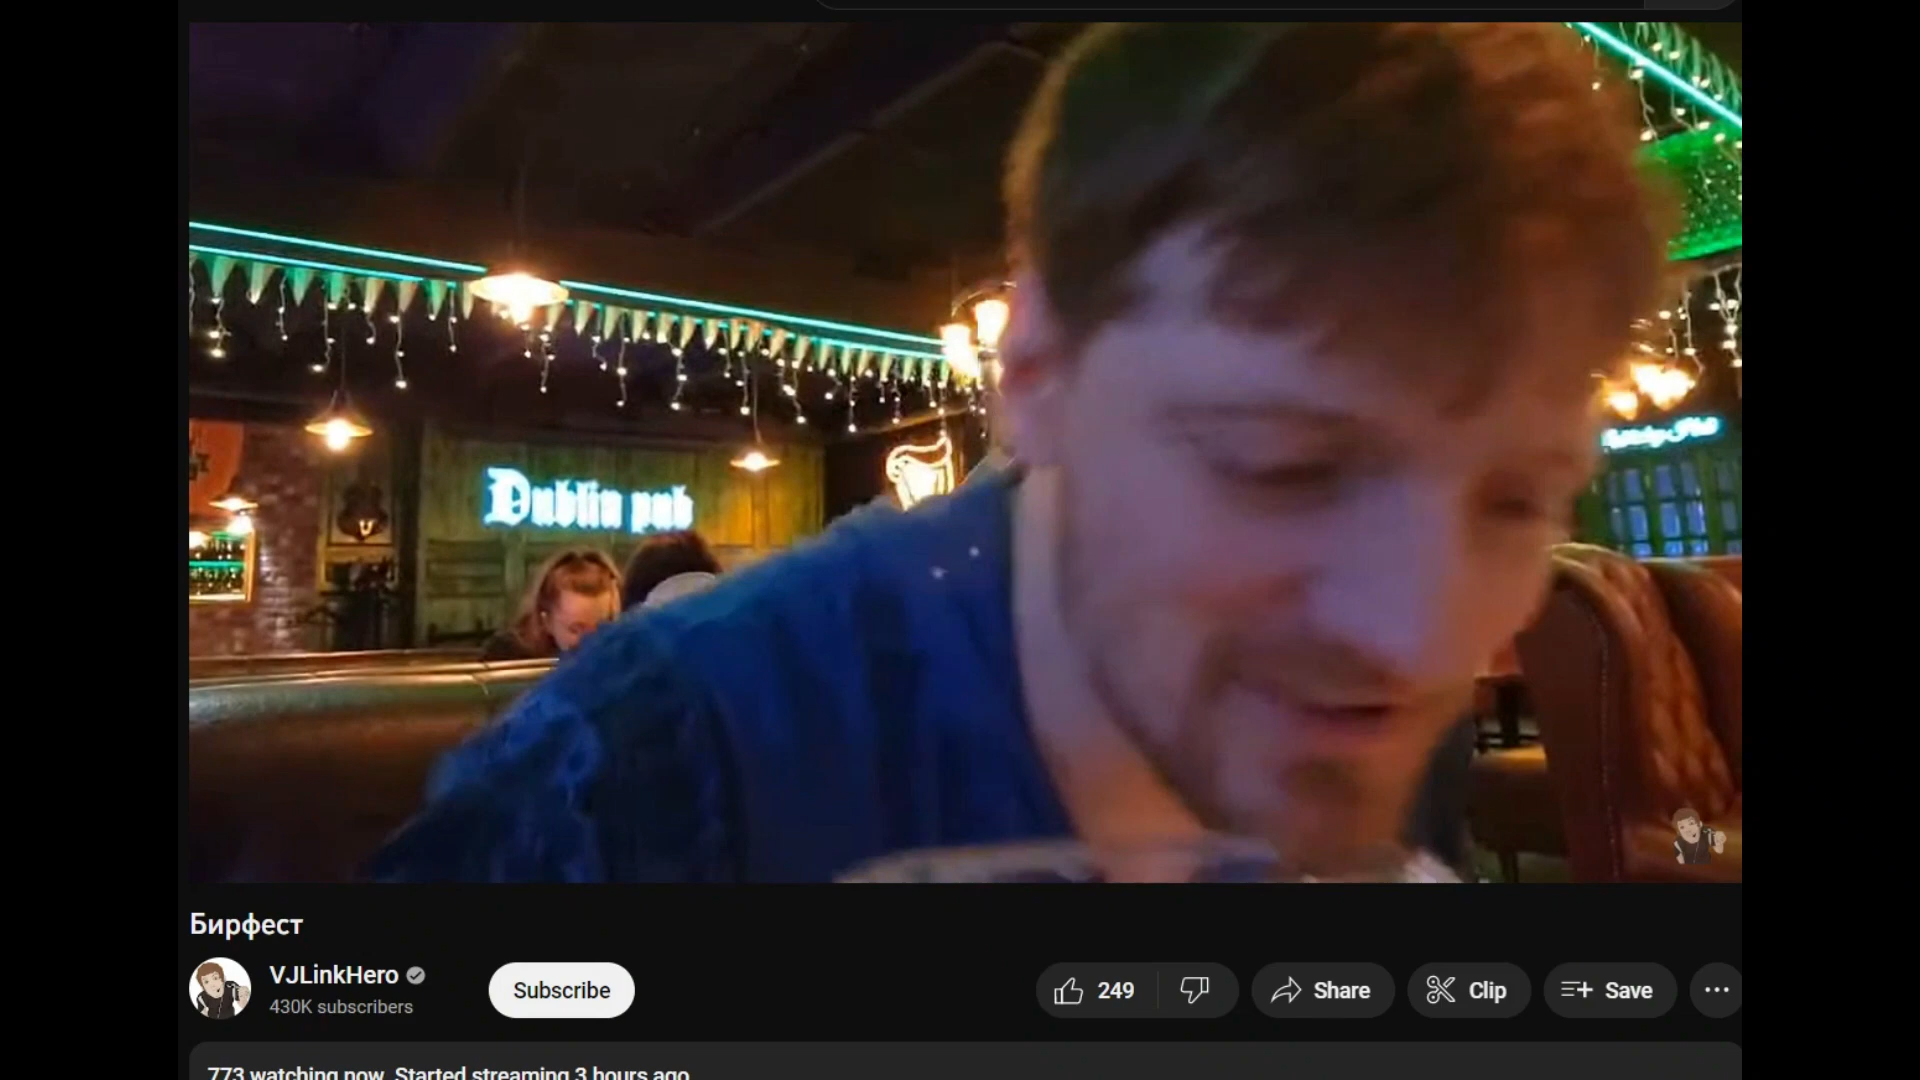 Dublin pub
Бирфест
VJLinkHero
430K subscribers
Subscribe
249
Share
Clip
Save
773 watching now Started streaming 3 hours ago